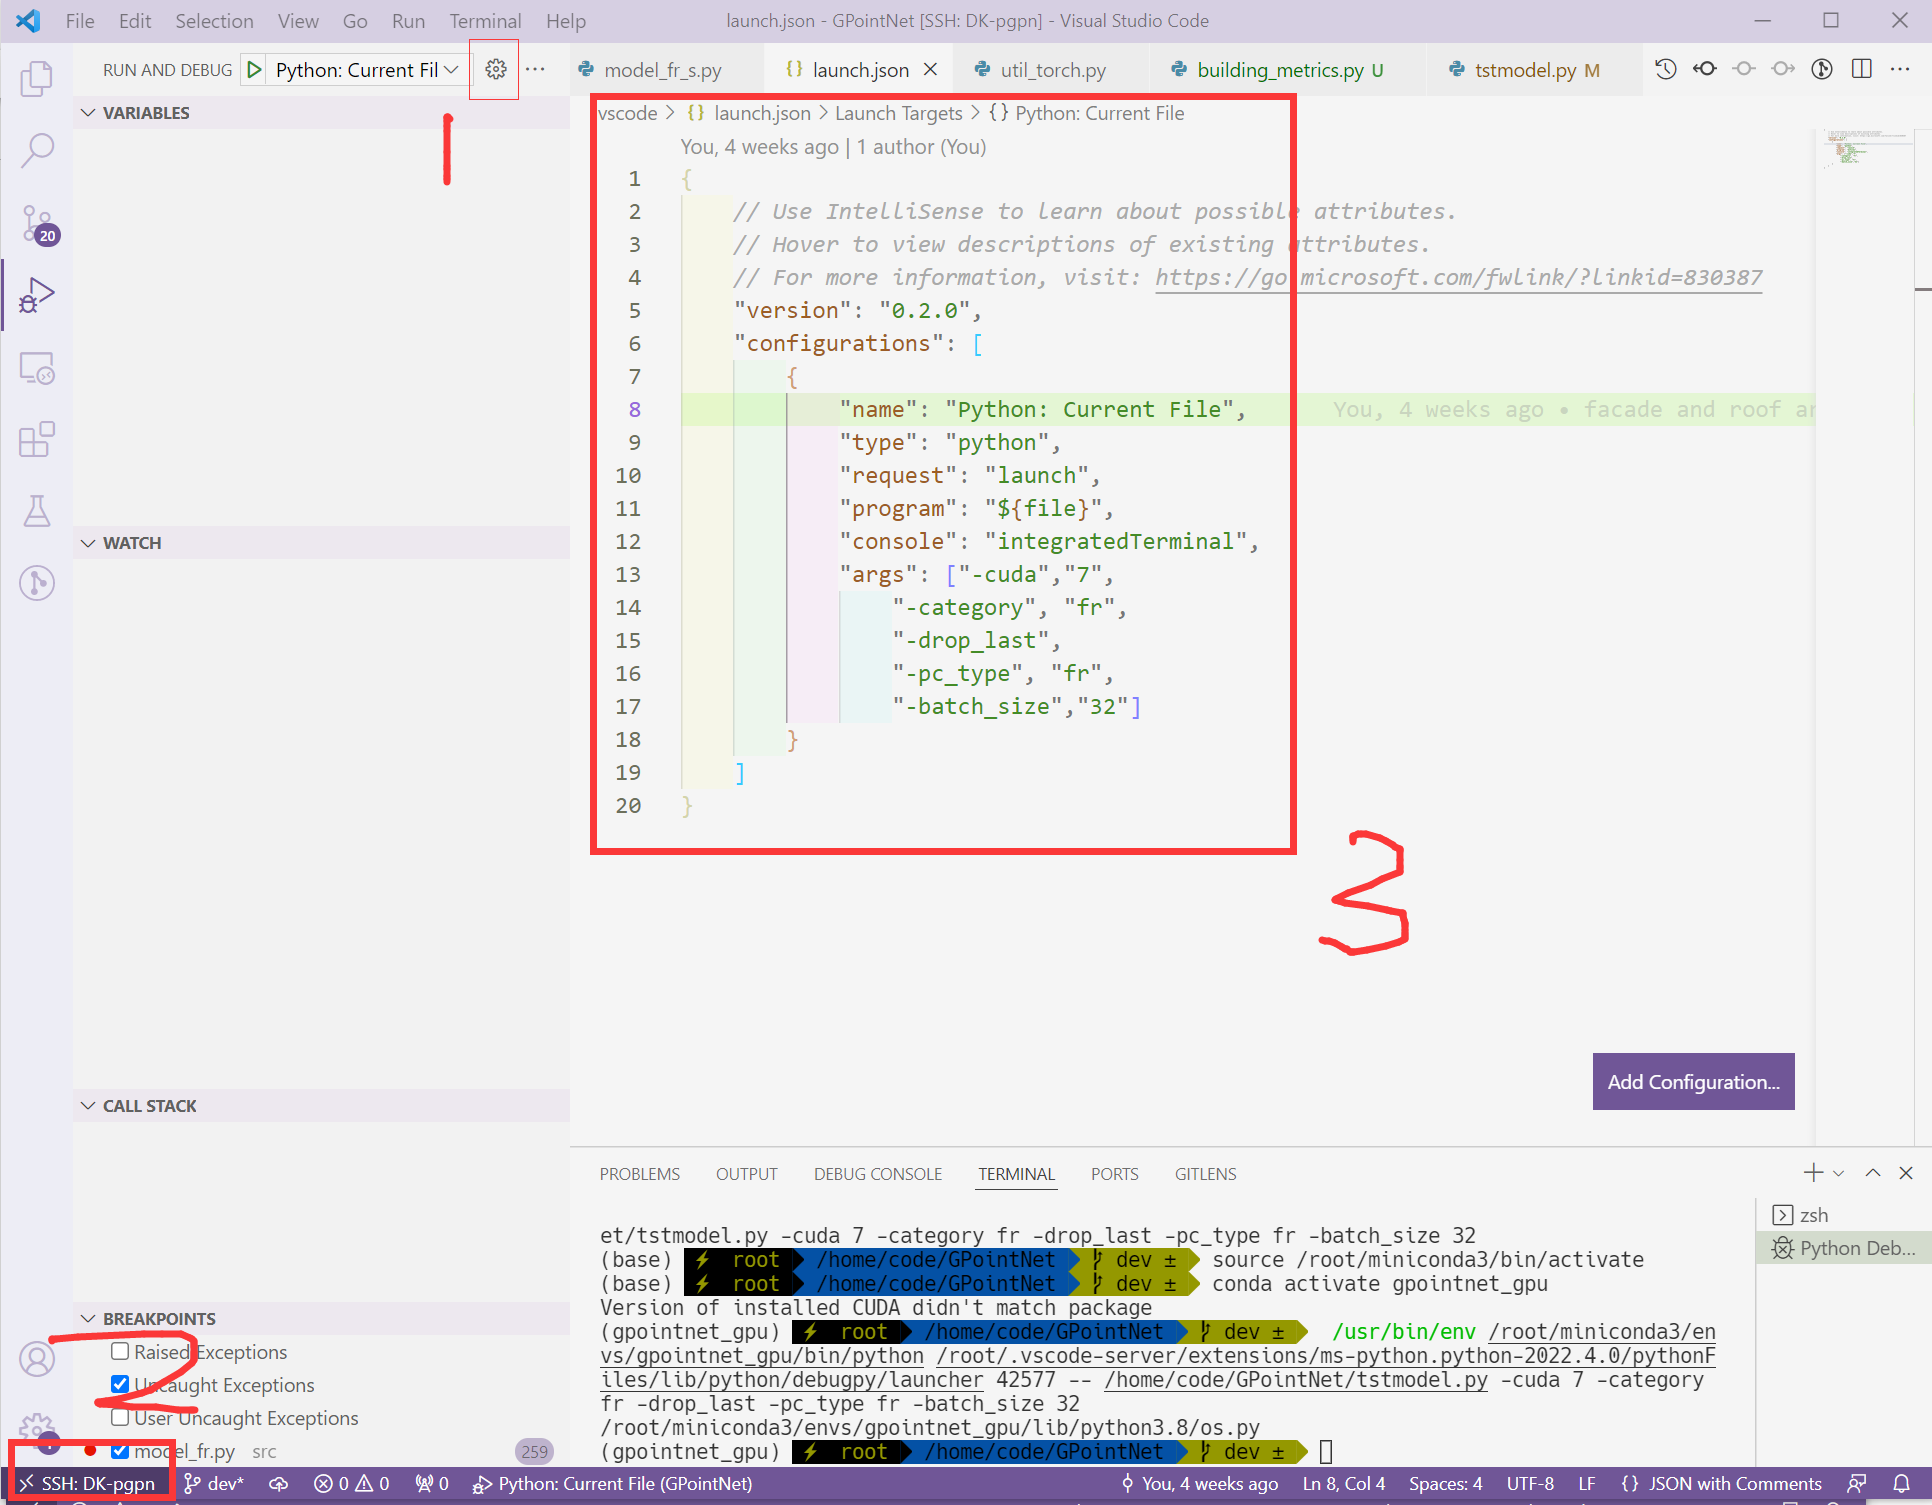 File Edit Selection View Go Run Terminal Help
launch.json - GPointNet [SSH: DK-pgpn] - Visual Studio Code
RUN AND DEBUG Python: Current Fil
model_fr_s.py launch.json util_torch.py building_metrics.py U tstmodel.py M
VARIABLES
1
20
WATCH
CALL STACK
BREAKPOINTS
2
Raised Exceptions
Uncaught Exceptions
User Uncaught Exceptions
model_fr.py src 259
vscode > launch.json > Launch Targets > {} Python: Current File
You, 4 weeks ago | 1 author (You)
1 {
2 // Use IntelliSense to learn about possible attributes.
3 // Hover to view descriptions of existing attributes.
4 // For more information, visit: https://go.microsoft.com/fwlink/?linkid=830387
5 "version": "0.2.0",
6 "configurations": [
7 {
8 "name": "Python: Current File", You, 4 weeks ago • facade and roof ar
9 "type": "python",
10 "request": "launch",
11 "program": "${file}",
12 "console": "integratedTerminal",
13 "args": ["-cuda","7",
14 "-category", "fr",
15 "-drop_last",
16 "-pc_type", "fr",
17 "-batch_size","32"]
18 }
19 ]
20 }
3
Add Configuration...
PROBLEMS OUTPUT DEBUG CONSOLE TERMINAL PORTS GITLENS
zsh
Python Deb...
et/tstmodel.py -cuda 7 -category fr -drop_last -pc_type fr -batch_size 32
(base) ⚡ root /home/code/GPointNet dev ± source /root/miniconda3/bin/activate
(base) ⚡ root /home/code/GPointNet dev ± conda activate gpointnet_gpu
Version of installed CUDA didn't match package
(gpointnet_gpu) ⚡ root /home/code/GPointNet dev ± /usr/bin/env /root/miniconda3/en
vs/gpointnet_gpu/bin/python /root/.vscode-server/extensions/ms-python.python-2022.4.0/pythonF
iles/lib/python/debugpy/launcher 42577 -- /home/code/GPointNet/tstmodel.py -cuda 7 -category
fr -drop_last -pc_type fr -batch_size 32
/root/miniconda3/envs/gpointnet_gpu/lib/python3.8/os.py
(gpointnet_gpu) ⚡ root /home/code/GPointNet dev ±
SSH: DK-pgpn dev* 0 0 0 Python: Current File (GPointNet) You, 4 weeks ago Ln 8, Col 4 Spaces: 4 UTF-8 LF {} JSON with Comments